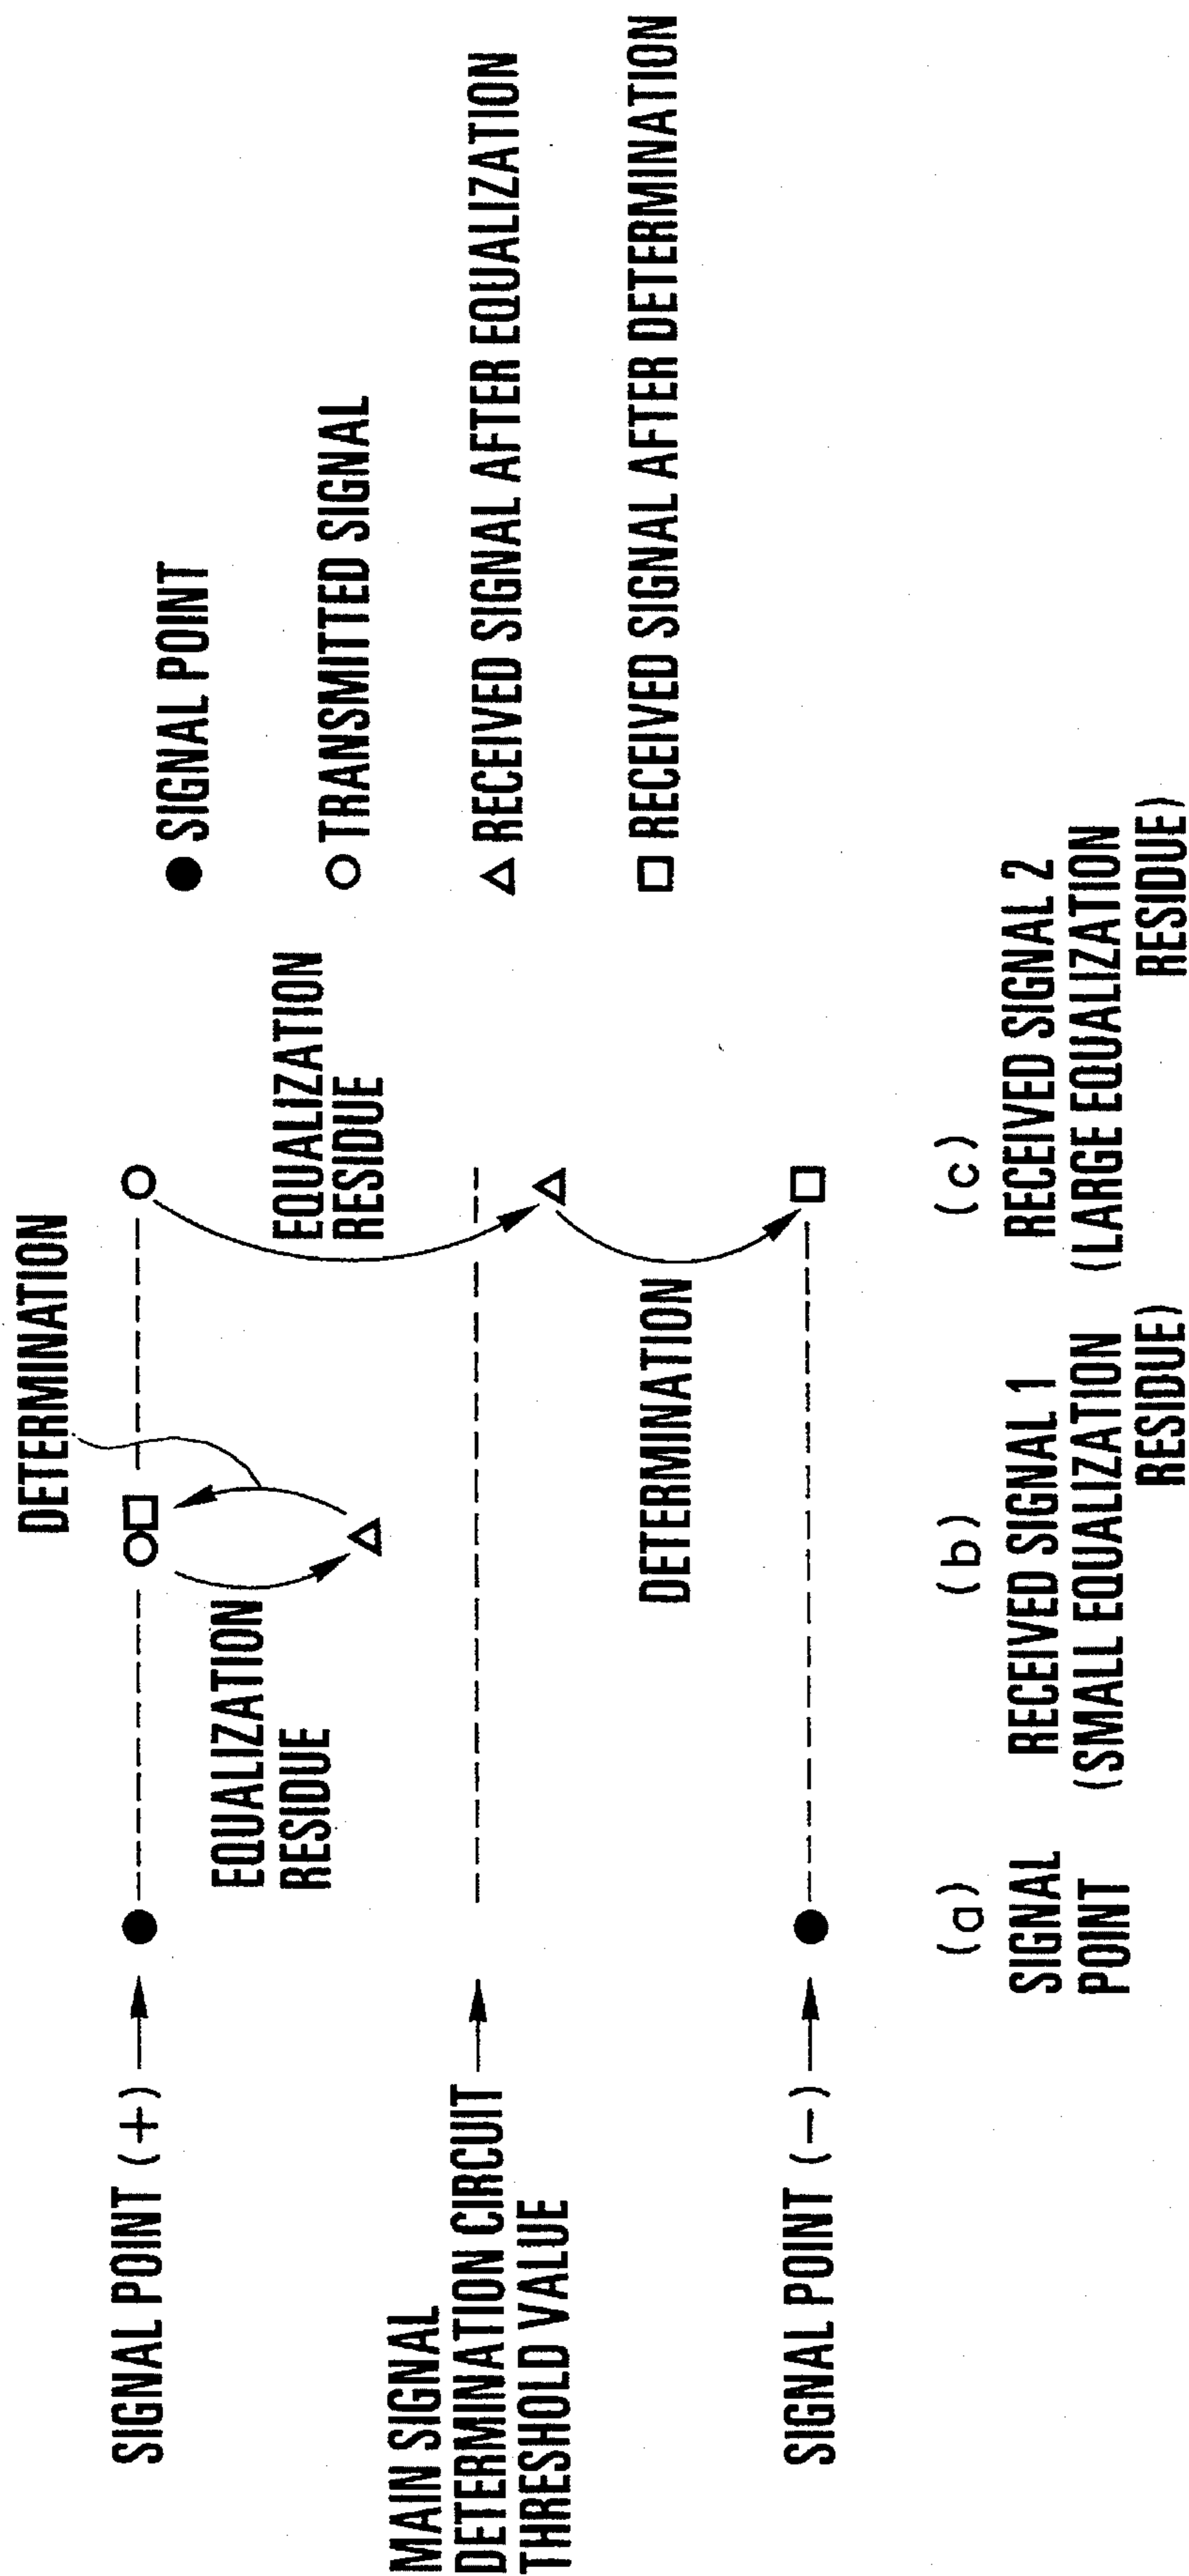 DETERMINATION
SIGNAL POINT (+)
EQUALIZATION
RESIDUE
EQUALIZATION
RESIDUE
MAIN SIGNAL
DETERMINATION CIRCUIT
THRESHOLD VALUE
DETERMINATION
SIGNAL POINT (−)
(a)
SIGNAL
POINT
(b)
RECEIVED SIGNAL 1
(SMALL EQUALIZATION
RESIDUE)
(c)
RECEIVED SIGNAL 2
(LARGE EQUALIZATION
RESIDUE)
● SIGNAL POINT
○ TRANSMITTED SIGNAL
△ RECEIVED SIGNAL AFTER EQUALIZATION
□ RECEIVED SIGNAL AFTER DETERMINATION